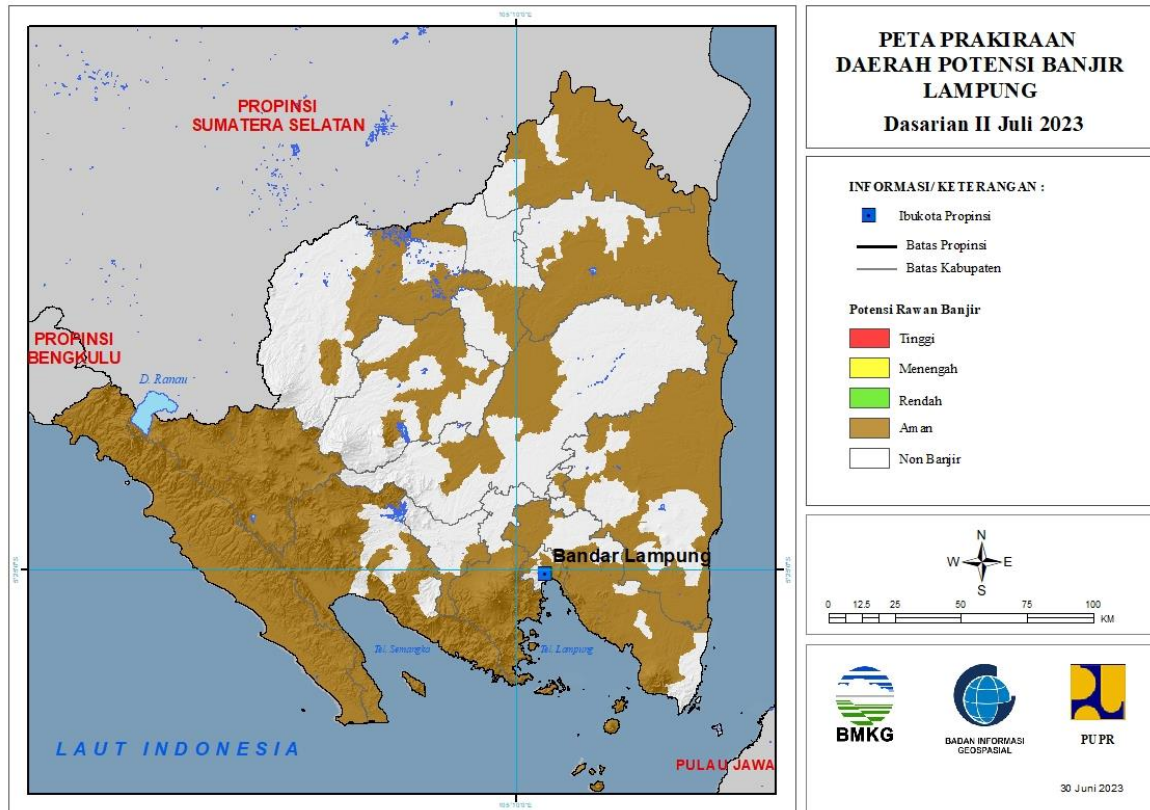 PROPINSI
SUMATERA SELATAN
PROPINSI
BENGKULU
D. Ranau
Bandar Lampung
Tel. Semangka
Tel. Lampung
LAUT INDONESIA
PULAU JAWA
PETA PRAKIRAAN
DAERAH POTENSI BANJIR
LAMPUNG
Dasarian II Juli 2023
INFORMASI/KETERANGAN :
Ibukota Propinsi
Batas Propinsi
Batas Kabupaten
Potensi Rawan Banjir
Tinggi
Menengah
Rendah
Aman
Non Banjir
N
W E
S
0 12.5 25 50 75 100
KM
BMKG
BADAN INFORMASI
GEOSPASIAL
PUPR
30 Juni 2023